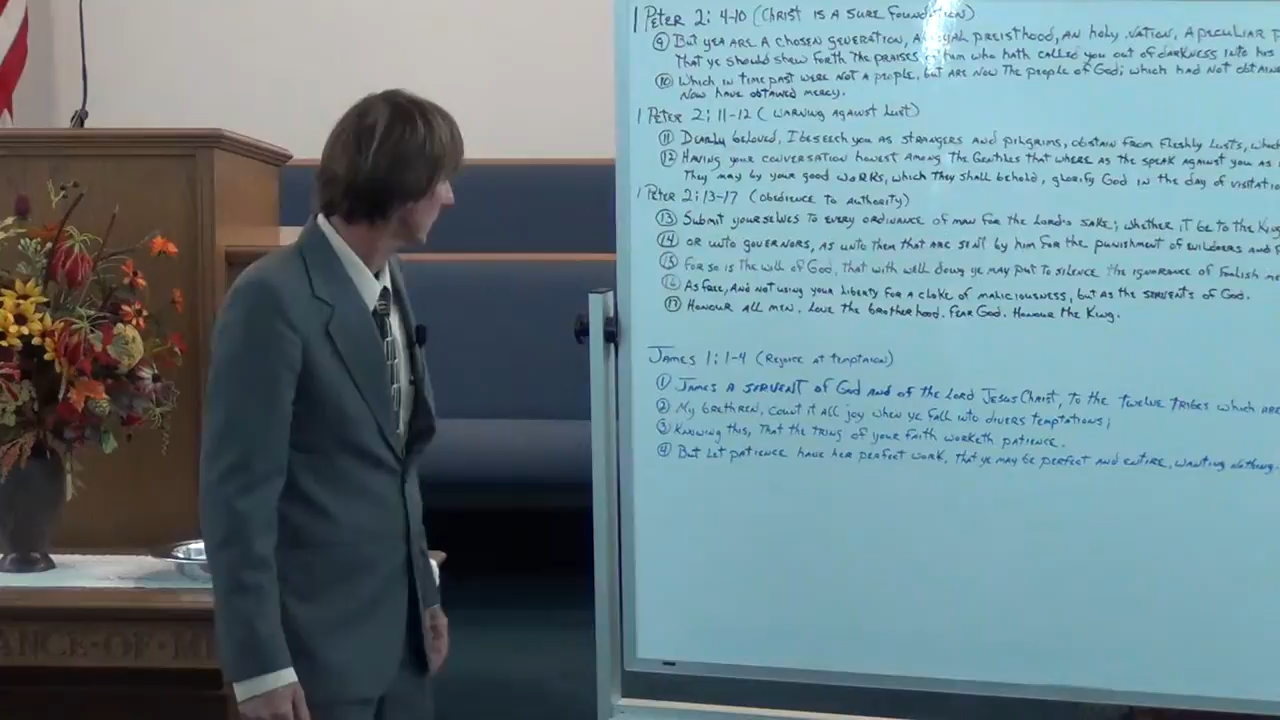 1 Peter 2: 4-10 (Christ is a sure foundation)
⑨ But yea are a chosen generation, a preisthood, an holy nation, a peculiar
That ye should shew forth the praises who hath called you out of darkness into his
⑩ Which in time past were not a people, but are now the people of God; which had not
Now have obtained mercy.
1 Peter 2: 11-12 (warning against lust)
⑪ Dearly beloved, I beseech you as strangers and pilgrims, obstain from fleshly lusts, which
⑫ Having your conversation honest among the Gentiles that where as the speak against you as
They may by your good works, which they shall behold, glorify God in the day of
1 Peter 2: 13-17 (Obedience to Authority)
⑬ Submit yourselves to every ordinance of man for the Lord's sake; whether it be to the King
⑭ or unto governors, as unto them that are sent by him for the punishment of evildoers and
⑮ For so is the will of God, that with well doing ye may put to silence the ignorance of foolish
⑯ As free, and not using your liberty for a cloke of maliciousness, but as the servents of God.
⑰ Honour all men. Love the brotherhood. Fear God. Honour the King.
James 1: 1-4 (Rejoice at temptaion)
① James a servent of God and of the Lord Jesus Christ, to the twelve tribes which are
② My brethren, count it all joy when ye fall into divers temptations;
③ Knowing this, that the tring of your faith worketh patience.
④ But let patience have her perfect work, that ye may be perfect and entire, wanting nothing.
ANCE·OF·M